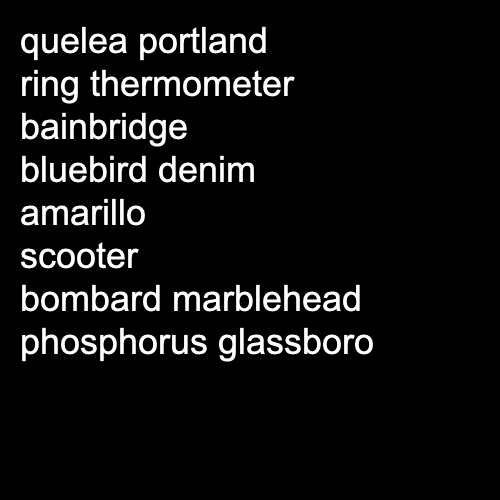 quelea portland
ring thermometer
bainbridge
bluebird denim
amarillo
scooter
bombard marblehead
phosphorus glassboro